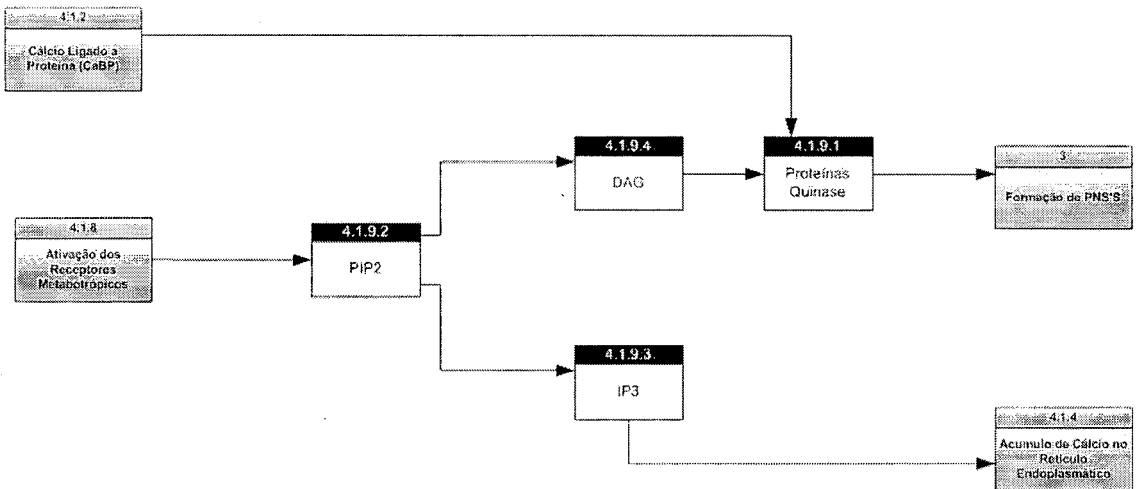 4.1.2
Cálcio Ligado a
Proteína (CaBP)
4.1.9.4.
DAG
4.1.9.1
Proteínas
Quinase
3
Formação de PNS'S
4.1.8
Ativação dos
Receptores
Metabotrópicos
4.1.9.2
PIP2
4.1.9.3.
IP3
4.1.4
Acumulo de Cálcio no
Retículo
Endoplasmático